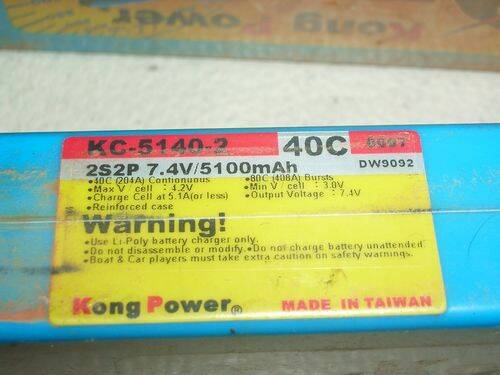 Kong Power
KC-5140-2 40C
2S2P 7.4V/5100mAh DW9092
•40C (204A) Continuous •80C (408A) Bursts
•Max V / cell : 4.2V •Min V / cell : 3.0V
•Charge Cell at 5.1A(or less) •Output Voltage : 7.4V
•Reinforced case
Warning!
•Use Li-Poly battery charger only.
•Do not disassemble or modify.•Do not charge battery unattended
•Boat & Car players must take extra caution on safety warnings.
Kong Power® MADE IN TAIWAN